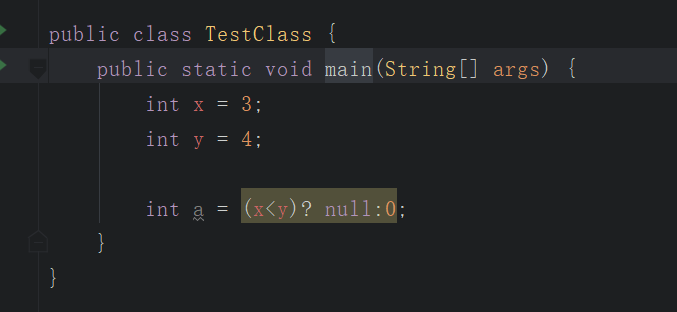 public class TestClass {
public static void main(String[] args) {
int x = 3;
int y = 4;
int a = (x<y)? null:0;
}
}